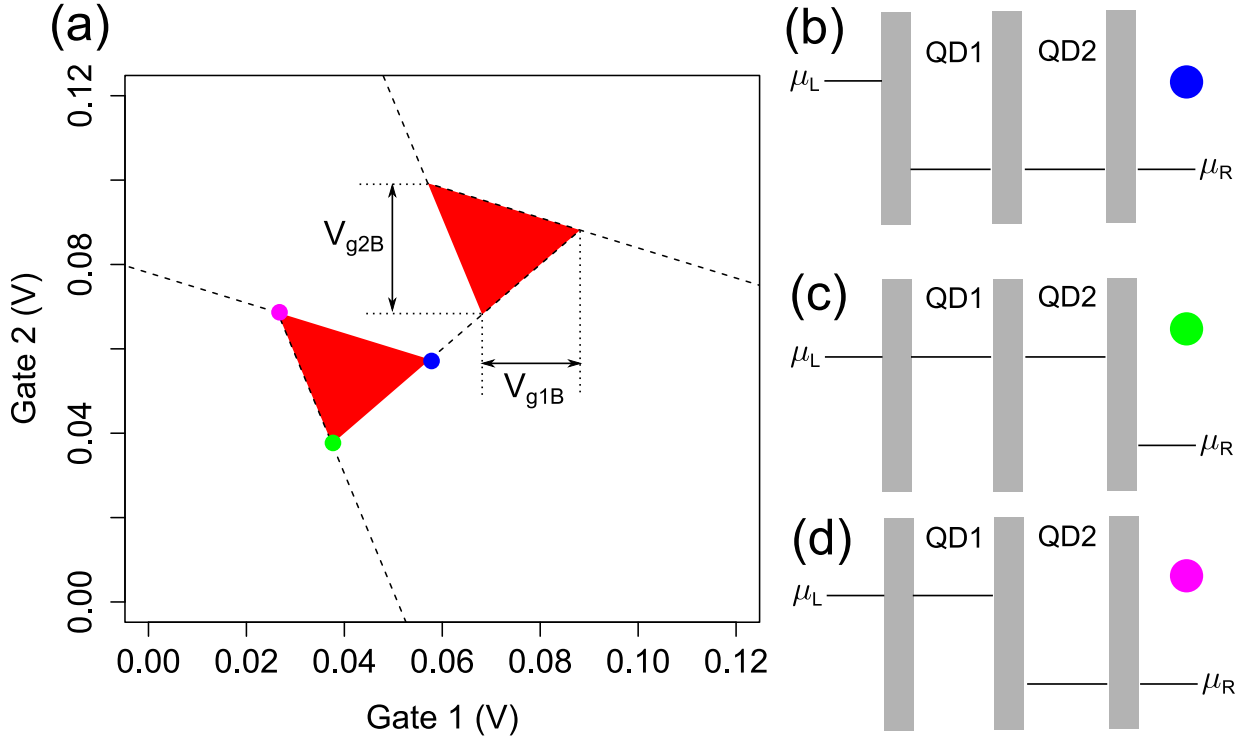 (a)
0.12
0.08
0.04
0.00
Gate 2 (V)
V_g2B
V_g1B
0.00 0.02 0.04 0.06 0.08 0.10 0.12
Gate 1 (V)
(b)
QD1 QD2
μ_L
μ_R
(c)
QD1 QD2
μ_L
μ_R
(d)
QD1 QD2
μ_L
μ_R